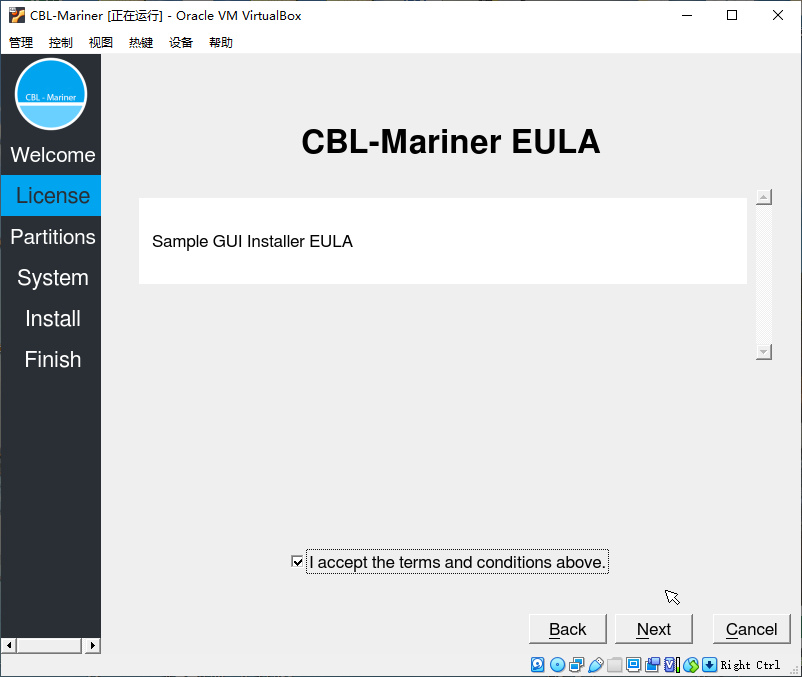 CBL-Mariner [正在运行] - Oracle VM VirtualBox
管理 控制 视图 热键 设备 帮助
CBL - Mariner
Welcome
License
Partitions
System
Install
Finish
CBL-Mariner EULA
Sample GUI Installer EULA
I accept the terms and conditions above.
Back Next Cancel
Right Ctrl